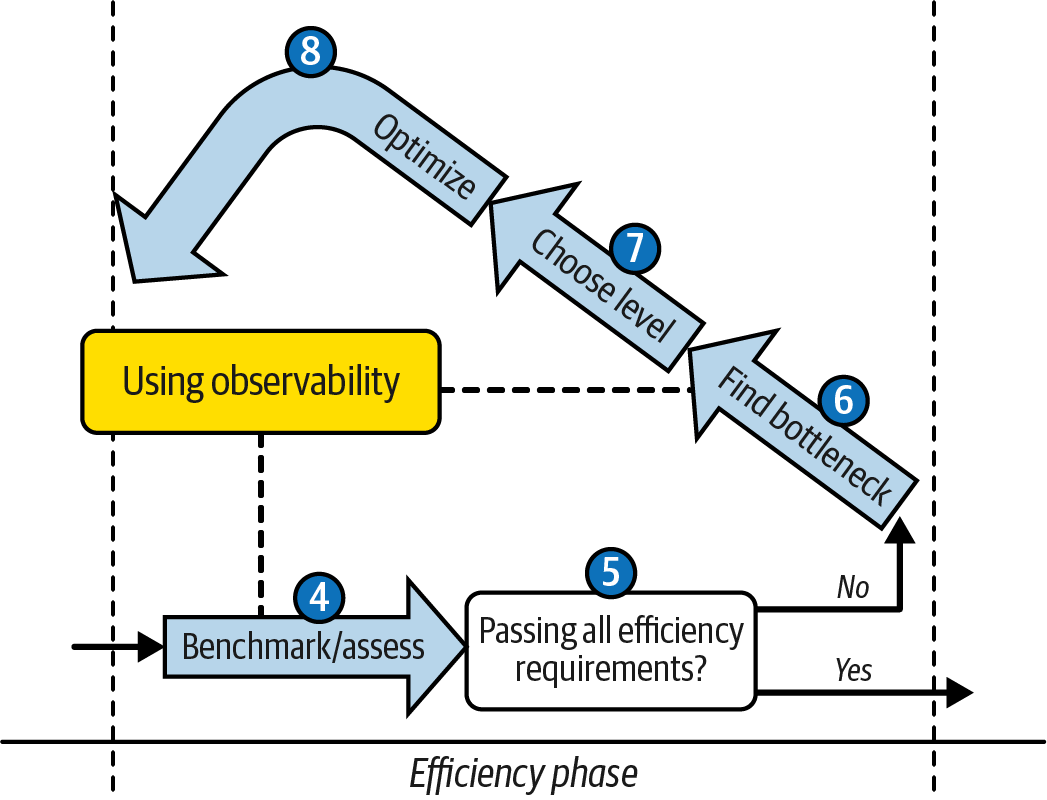 8
Optimize
7
Choose level
Using observability
6
Find bottleneck
4
Benchmark/assess
5
Passing all efficiency
requirements?
No
Yes
Efficiency phase